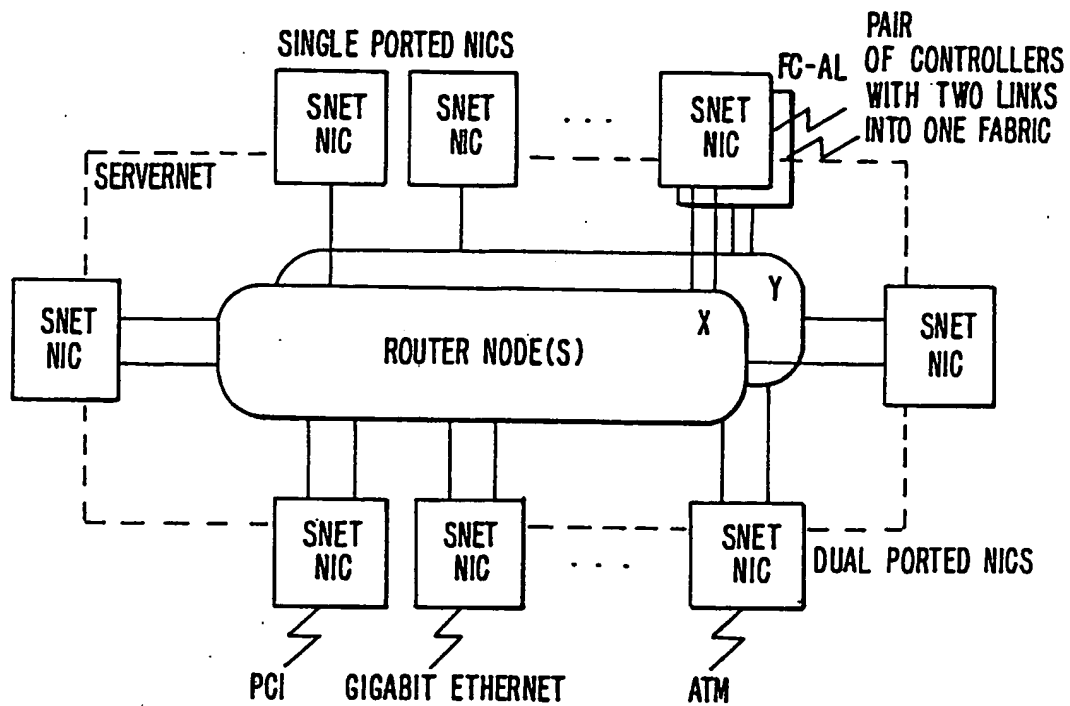 SINGLE PORTED NICS
PAIR
OF CONTROLLERS
WITH TWO LINKS
INTO ONE FABRIC
FC-AL
SNET
NIC
SNET
NIC
. . .
SNET
NIC
SERVERNET
SNET
NIC
Y
X
ROUTER NODE(S)
SNET
NIC
SNET
NIC
SNET
NIC
. . . .
SNET
NIC
DUAL PORTED NICS
PCI
GIGABIT ETHERNET
ATM